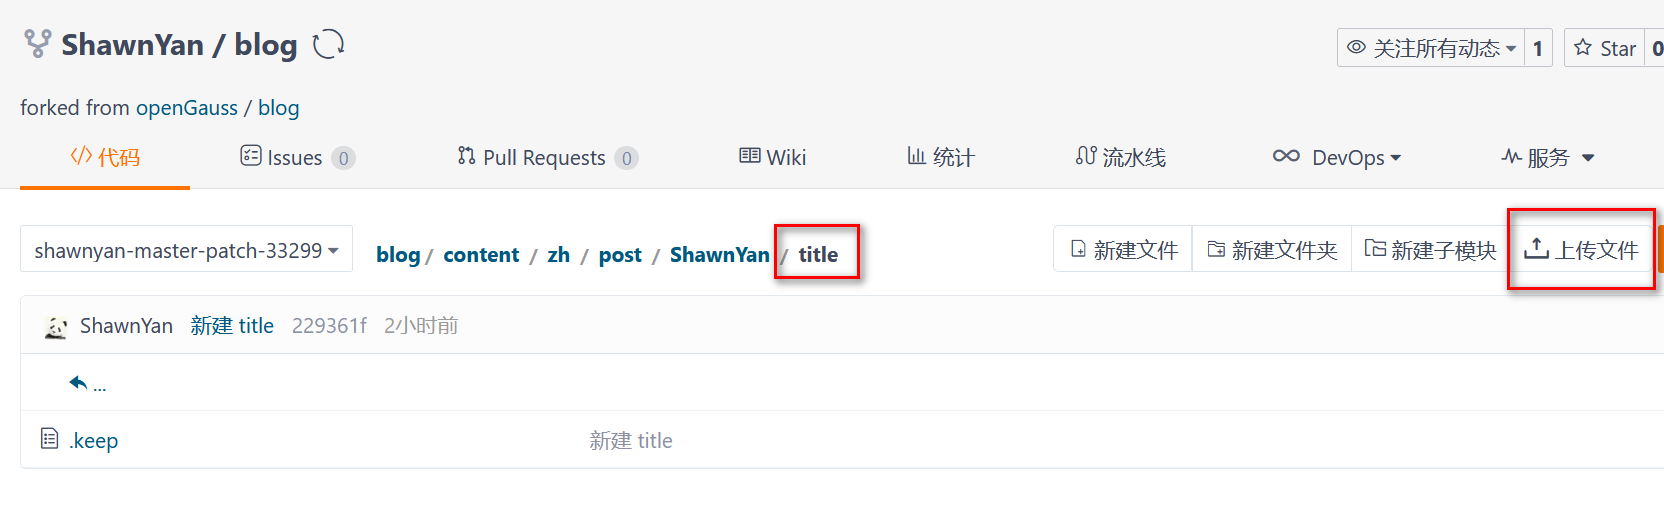 ShawnYan / blog
关注所有动态 1 Star 0
forked from openGauss / blog
代码 Issues 0 Pull Requests 0 Wiki 统计 流水线 DevOps 服务
shawnyan-master-patch-33299 blog / content / zh / post / ShawnYan / title 新建文件 新建文件夹 新建子模块 上传文件
ShawnYan 新建 title 229361f 2小时前
...
.keep 新建 title